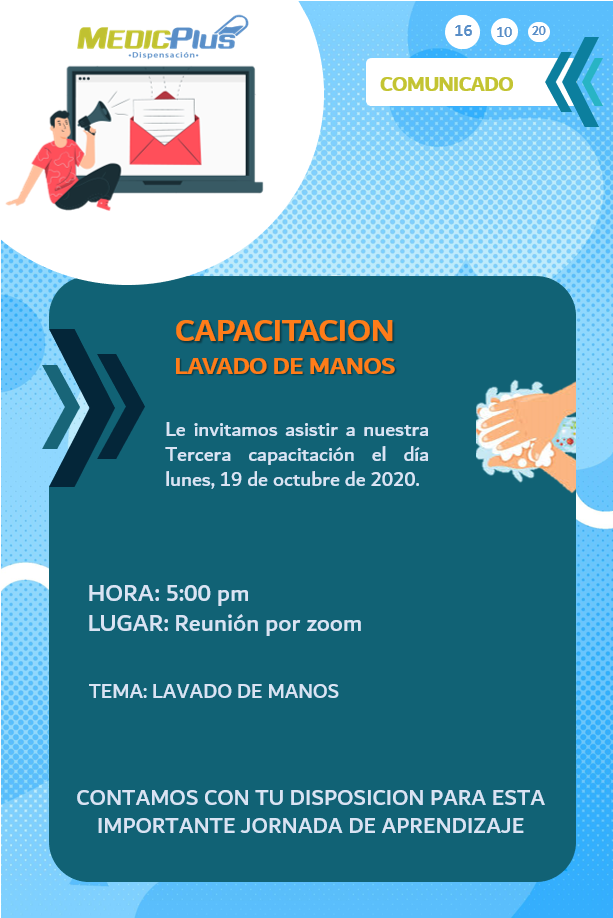 MEDICPlus
•Dispensación•
16 10 20
COMUNICADO
CAPACITACION
LAVADO DE MANOS
Le invitamos asistir a nuestra
Tercera capacitación el día
lunes, 19 de octubre de 2020.
HORA: 5:00 pm
LUGAR: Reunión por zoom
TEMA: LAVADO DE MANOS
CONTAMOS CON TU DISPOSICION PARA ESTA
IMPORTANTE JORNADA DE APRENDIZAJE